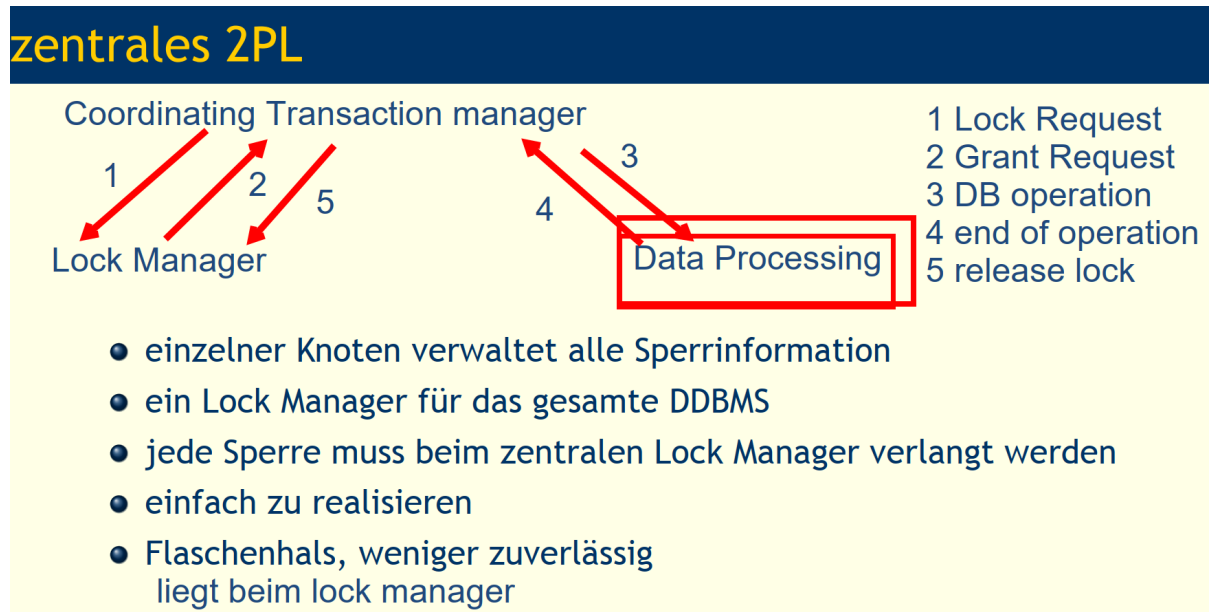 zentrales 2PL
Coordinating Transaction manager
1
2
5
4
3
Lock Manager
Data Processing
1 Lock Request
2 Grant Request
3 DB operation
4 end of operation
5 release lock
einzelner Knoten verwaltet alle Sperrinformation
ein Lock Manager für das gesamte DDBMS
jede Sperre muss beim zentralen Lock Manager verlangt werden
einfach zu realisieren
Flaschenhals, weniger zuverlässig
liegt beim lock manager